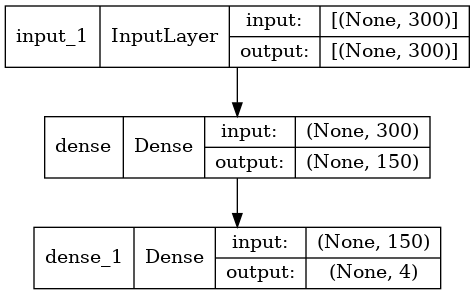 input_1 InputLayer input: [(None, 300)]
output: [(None, 300)]
dense Dense input: (None, 300)
output: (None, 150)
dense_1 Dense input: (None, 150)
output: (None, 4)